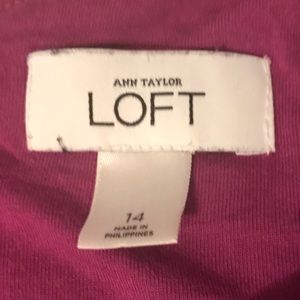 ANN TAYLOR
LOFT
14
MADE IN
PHILIPPINES